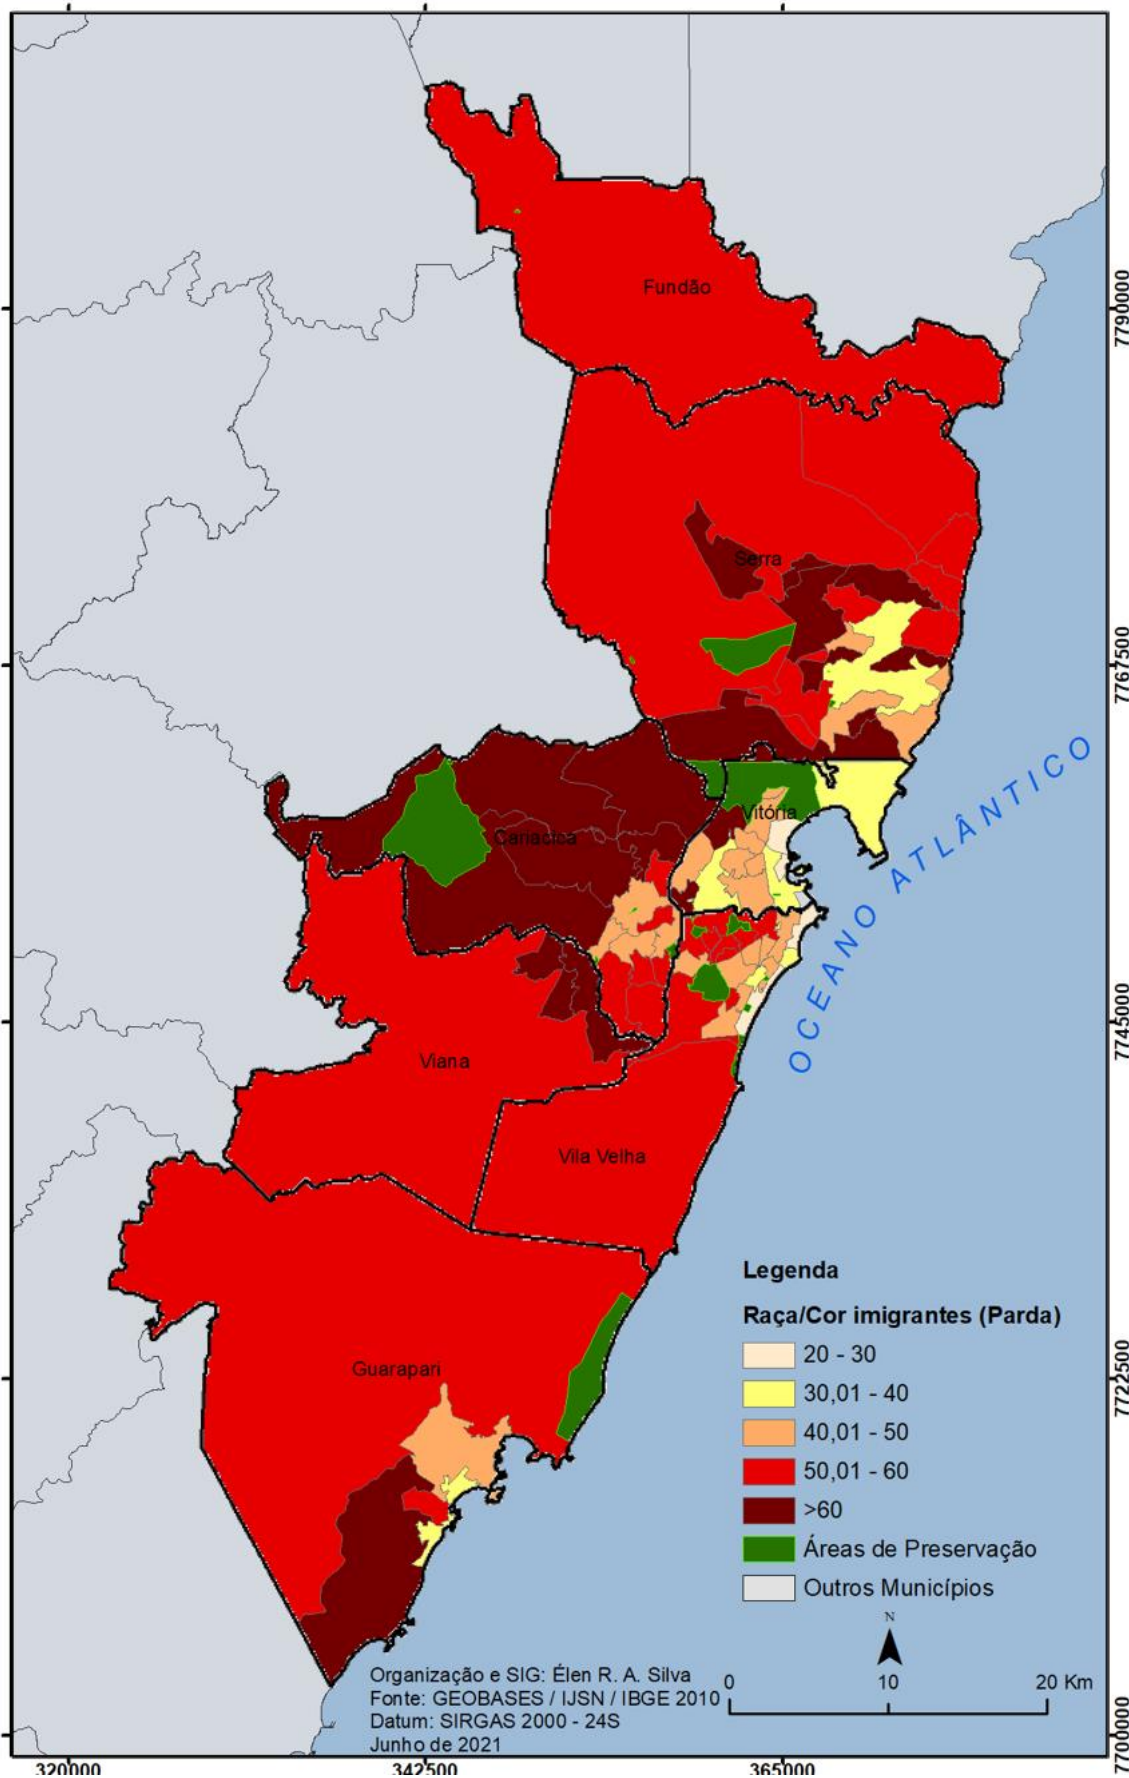 Fundão
7790000
Serra
7767500
Vitória
Cariacica
OCEANO ATLÂNTICO
7745000
Viana
Vila Velha
Legenda
Raça/Cor imigrantes (Parda)
20 - 30
Guarapari
7722500
30,01 - 40
40,01 - 50
50,01 - 60
>60
Áreas de Preservação
Outros Municípios
N
Organização e SIG: Élen R. A. Silva
Fonte: GEOBASES / IJSN / IBGE 2010
Datum: SIRGAS 2000 - 24S
Junho de 2021
0 10 20 Km
7700000
320000 342500 365000